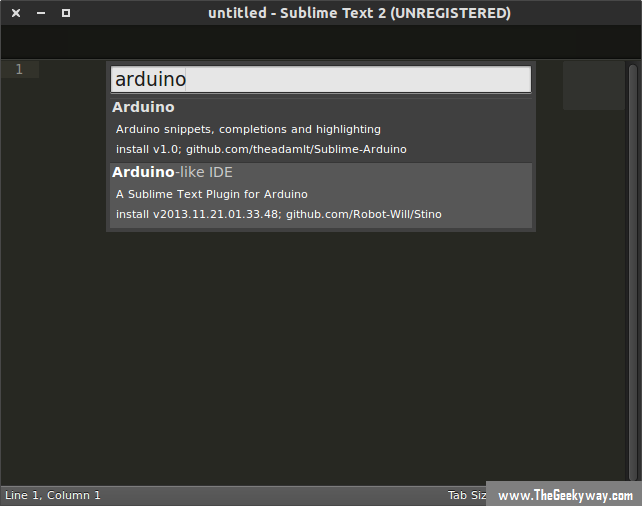 untitled - Sublime Text 2 (UNREGISTERED)
1
arduino
Arduino
Arduino snippets, completions and highlighting
install v1.0; github.com/theadamlt/Sublime-Arduino
Arduino-like IDE
A Sublime Text Plugin for Arduino
install v2013.11.21.01.33.48; github.com/Robot-Will/Stino
Line 1, Column 1
Tab
www.TheGeekyway.com